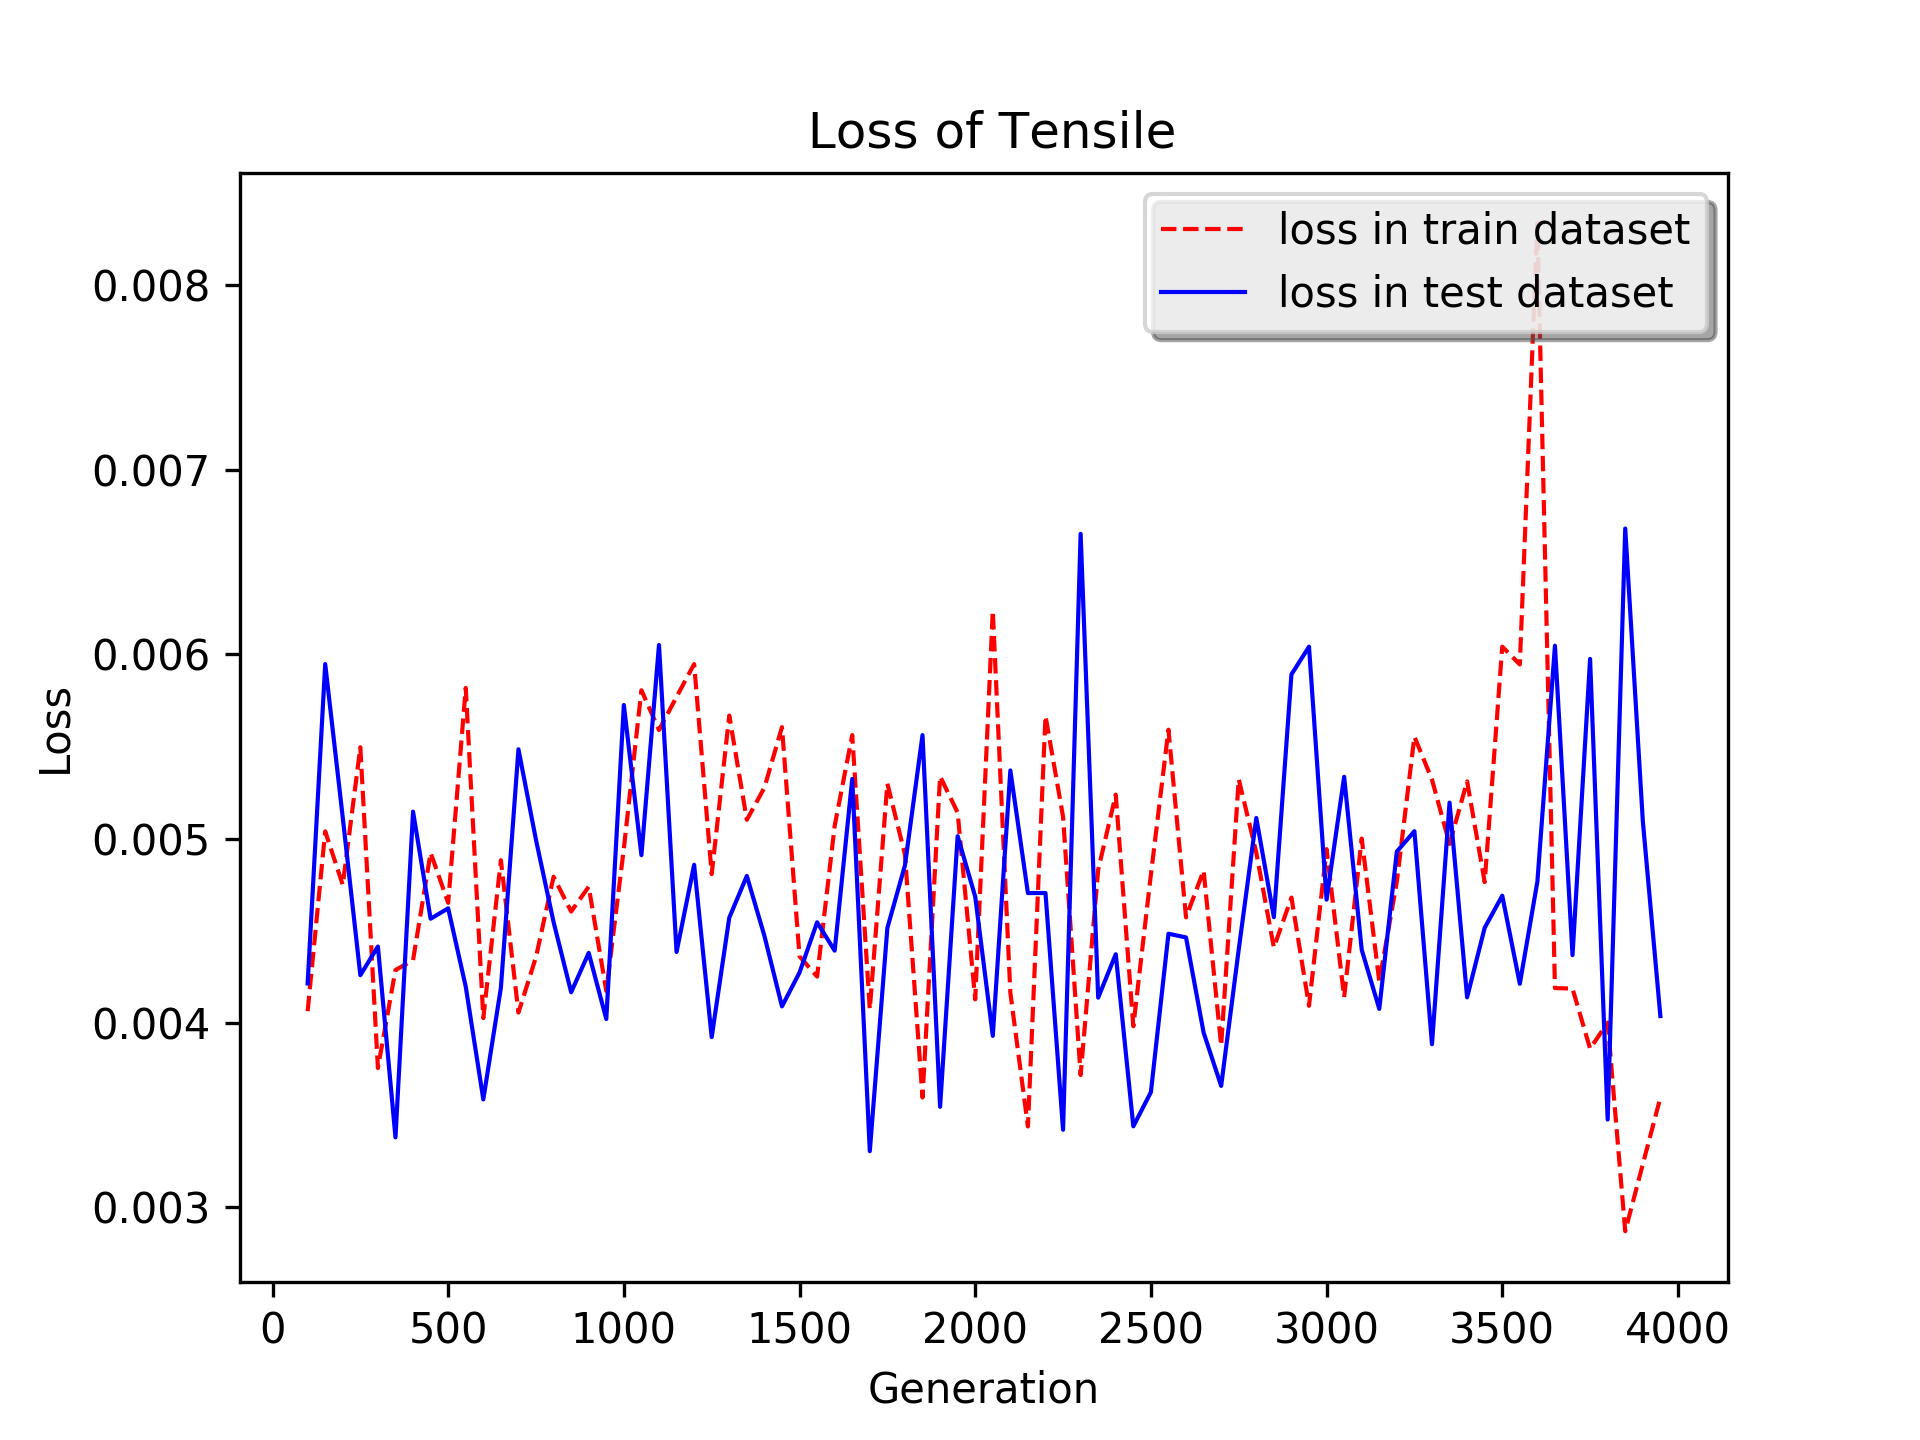 Loss of Tensile
loss in train dataset
loss in test dataset
0.008
0.007
0.006
0.005
0.004
0.003
Loss
0 500 1000 1500 2000 2500 3000 3500 4000
Generation